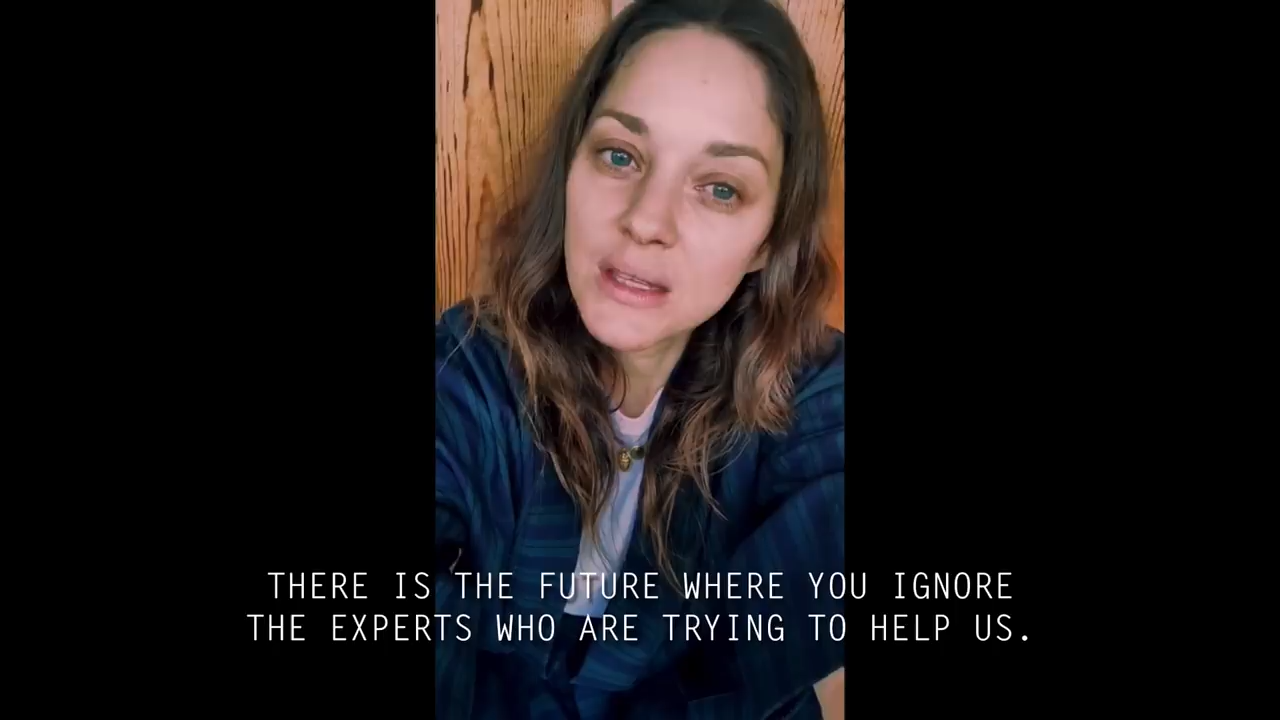 THERE IS THE FUTURE WHERE YOU IGNORE
THE EXPERTS WHO ARE TRYING TO HELP US.